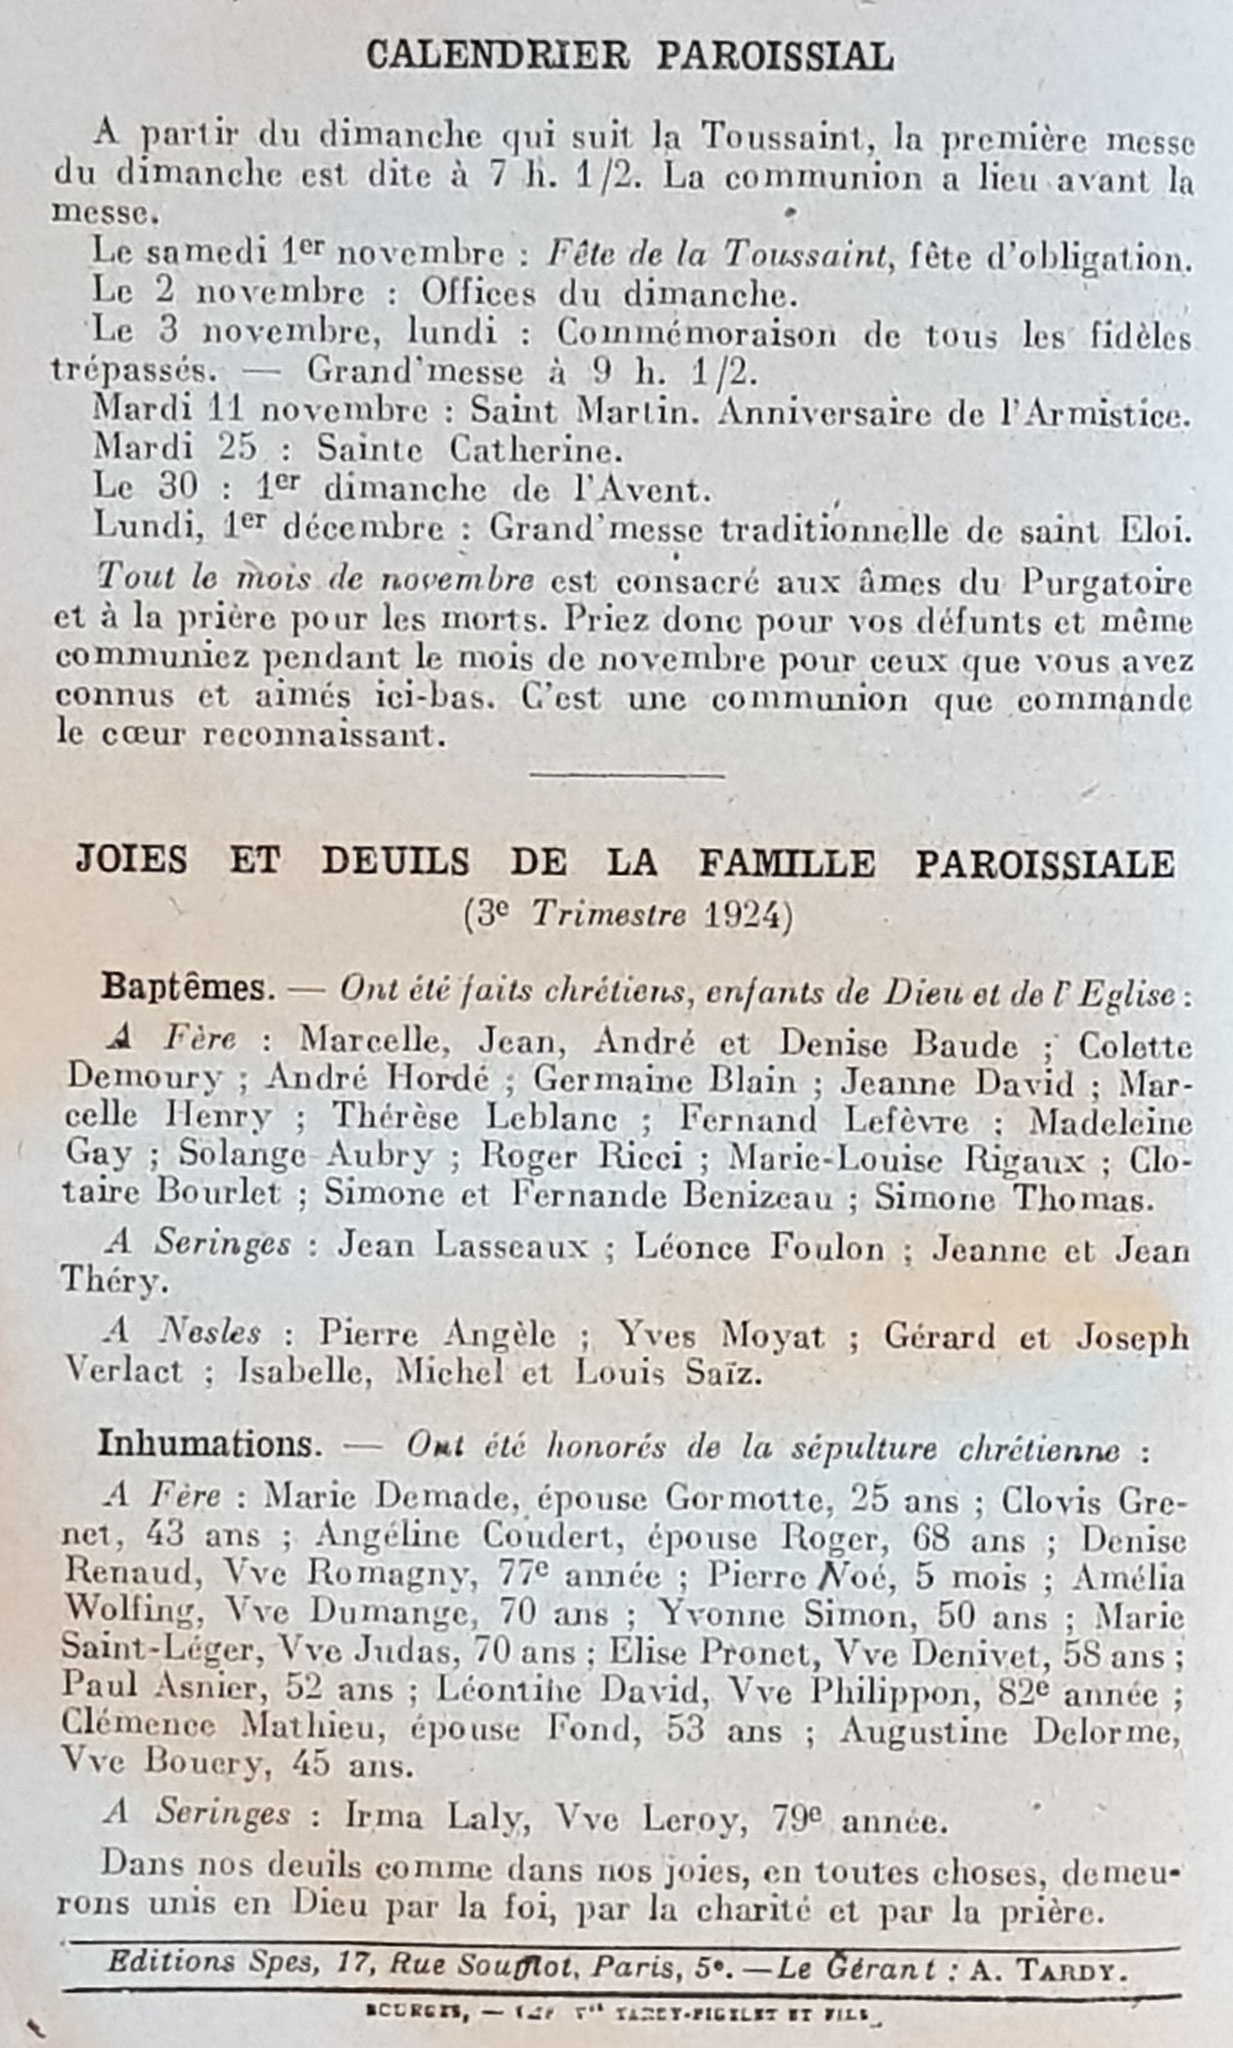 CALENDRIER PAROISSIAL
A partir du dimanche qui suit la Toussaint, la première messe
du dimanche est dite à 7 h. 1/2. La communion a lieu avant la
messe.
Le samedi 1er novembre : Fête de la Toussaint, fête d'obligation.
Le 2 novembre : Offices du dimanche.
Le 3 novembre, lundi : Commémoraison de tous les fidèles
trépassés. — Grand'messe à 9 h. 1/2.
Mardi 11 novembre : Saint Martin. Anniversaire de l'Armistice.
Mardi 25 : Sainte Catherine.
Le 30 : 1er dimanche de l'Avent.
Lundi, 1er décembre : Grand'messe traditionnelle de saint Eloi.
Tout le mois de novembre est consacré aux âmes du Purgatoire
et à la prière pour les morts. Priez donc pour vos défunts et même
communiez pendant le mois de novembre pour ceux que vous avez
connus et aimés ici-bas. C'est une communion que commande
le cœur reconnaissant.
JOIES ET DEUILS DE LA FAMILLE PAROISSIALE
(3e Trimestre 1924)
Baptêmes. — Ont été faits chrétiens, enfants de Dieu et de l'Eglise :
A Fère : Marcelle, Jean, André et Denise Baude ; Colette
Demoury ; André Hordé ; Germaine Blain ; Jeanne David ; Mar-
celle Henry ; Thérèse Leblanc ; Fernand Lefèvre ; Madeleine
Gay ; Solange Aubry ; Roger Ricci ; Marie-Louise Rigaux ; Clo-
taire Bourlet ; Simone et Fernande Benizeau ; Simone Thomas.
A Seringes : Jean Lasseaux ; Léonce Foulon ; Jeanne et Jean
Théry.
A Nesles : Pierre Angèle ; Yves Moyat ; Gérard et Joseph
Verlact ; Isabelle, Michel et Louis Saïz.
Inhumations. — Ont été honorés de la sépulture chrétienne :
A Fère : Marie Demade, épouse Gormotte, 25 ans ; Clovis Gre-
net, 43 ans ; Angéline Coudert, épouse Roger, 68 ans ; Denise
Renaud, Vve Romagny, 77e année ; Pierre Noé, 5 mois ; Amélia
Wolfing, Vve Dumange, 70 ans ; Yvonne Simon, 50 ans ; Marie
Saint-Léger, Vve Judas, 70 ans ; Elise Pronet, Vve Denivet, 58 ans ;
Paul Asnier, 52 ans ; Léontine David, Vve Philippon, 82e année ;
Clémence Mathieu, épouse Fond, 53 ans ; Augustine Delorme,
Vve Bouery, 45 ans.
A Seringes : Irma Laly, Vve Leroy, 79e année.
Dans nos deuils comme dans nos joies, en toutes choses, demeu-
rons unis en Dieu par la foi, par la charité et par la prière.
Editions Spes, 17, Rue Soufflot, Paris, 5e. — Le Gérant : A. TARDY.
BOURGES, — TARDY-PIGELET ET FILS